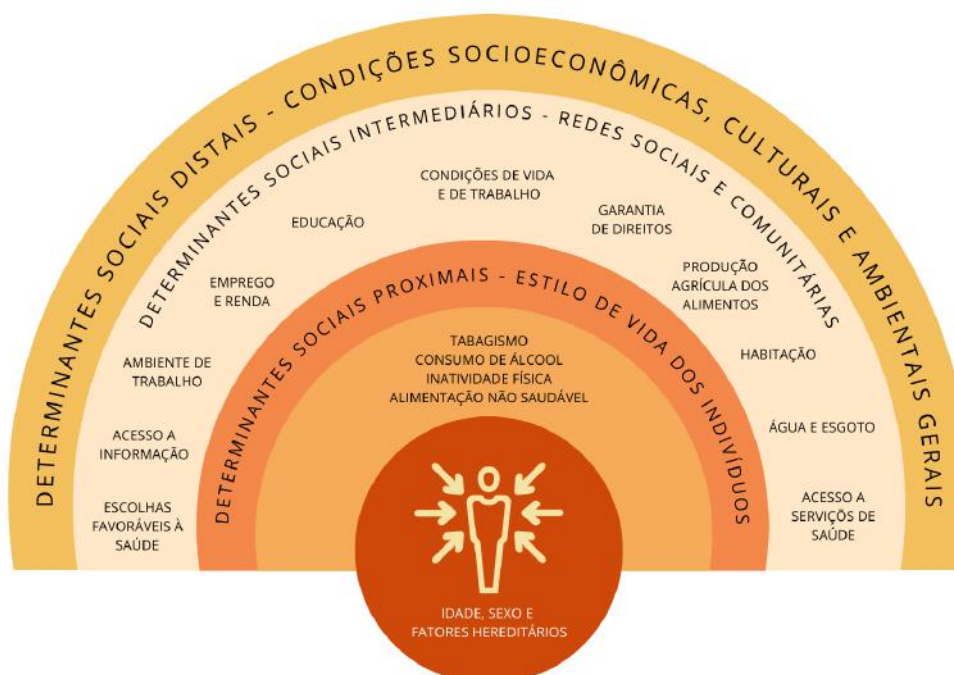 DETERMINANTES SOCIAIS DISTAIS - CONDIÇÕES SOCIOECONÔMICAS, CULTURAIS E AMBIENTAIS GERAIS
DETERMINANTES SOCIAIS INTERMEDIÁRIOS - REDES SOCIAIS E COMUNITÁRIAS
ESCOLHAS
FAVORÁVEIS À
SAÚDE
ACESSO A
INFORMAÇÃO
AMBIENTE DE
TRABALHO
EMPREGO
E RENDA
EDUCAÇÃO
CONDIÇÕES DE VIDA
E DE TRABALHO
GARANTIA
DE DIREITOS
PRODUÇÃO
AGRÍCOLA DOS
ALIMENTOS
HABITAÇÃO
ÁGUA E ESGOTO
ACESSO A
SERVIÇÕS DE
SAÚDE
DETERMINANTES SOCIAIS PROXIMAIS - ESTILO DE VIDA DOS INDIVÍDUOS
TABAGISMO
CONSUMO DE ÁLCOOL
INATIVIDADE FÍSICA
ALIMENTAÇÃO NÃO SAUDÁVEL
IDADE, SEXO E
FATORES HEREDITÁRIOS